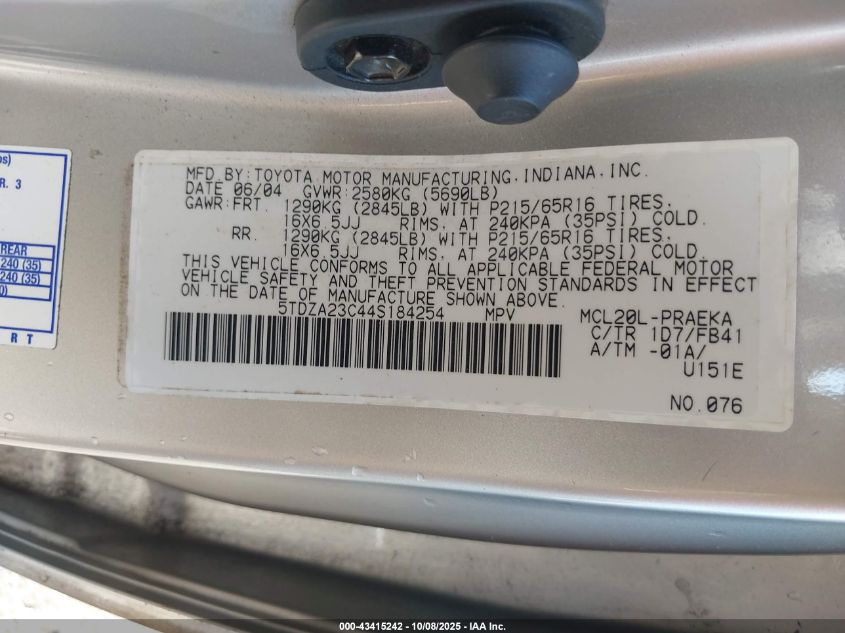 os)
R. 3
REAR
240 (35)
240 (35)
0)
R T
MFD BY: TOYOTA MOTOR MANUFACTURING, INDIANA, INC.
DATE 06/04 GVWR: 2580KG (5690LB)
GAWR: FRT. 1290KG (2845LB) WITH P215/65R16 TIRES.
16X6.5JJ RIMS. AT 240KPA (35PSI) COLD.
RR. 1290KG (2845LB) WITH P215/65R16 TIRES.
16X6.5JJ RIMS. AT 240KPA (35PSI) COLD.
THIS VEHICLE CONFORMS TO ALL APPLICABLE FEDERAL MOTOR
VEHICLE SAFETY AND THEFT PREVENTION STANDARDS IN EFFECT
ON THE DATE OF MANUFACTURE SHOWN ABOVE.
5TDZA23C44S184254 MPV MCL20L-PRAEKA
C/TR 1D7/FB41
A/TM -01A/
U151E
NO.076
000-43415242 - 10/08/2025 - IAA Inc.